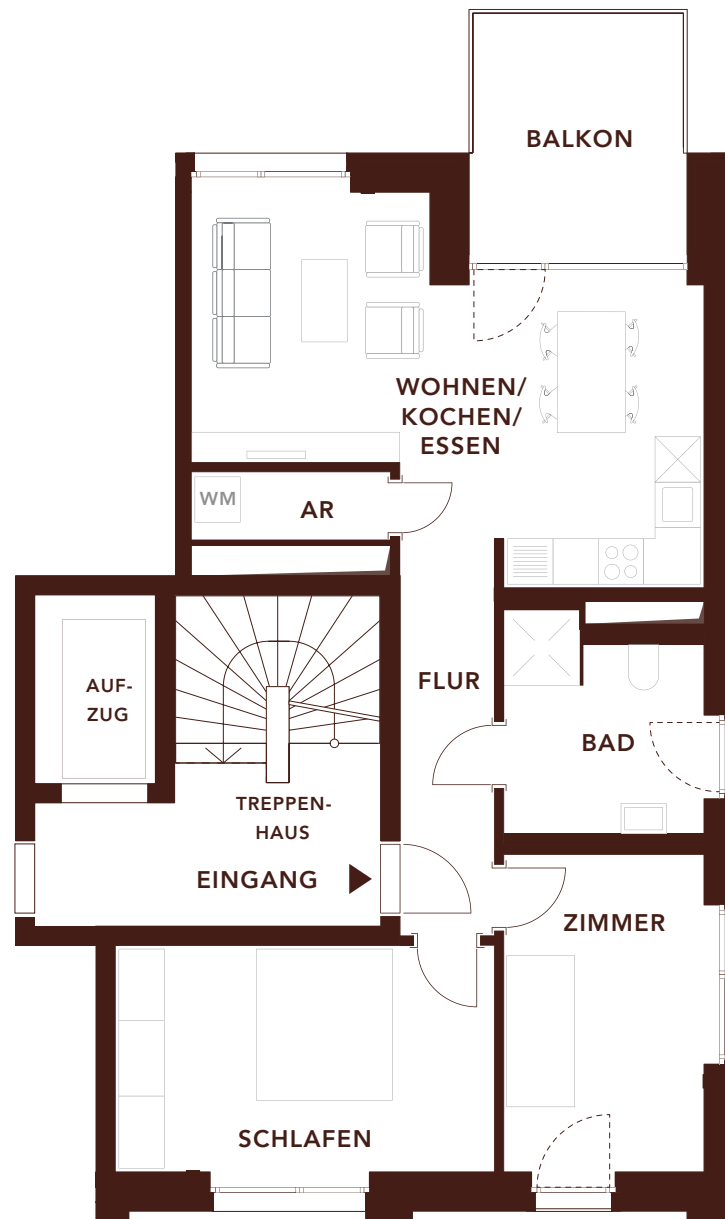 BALKON
WOHNEN/
KOCHEN/
ESSEN
WM
AR
AUF-
ZUG
FLUR
BAD
TREPPEN-
HAUS
EINGANG
ZIMMER
SCHLAFEN